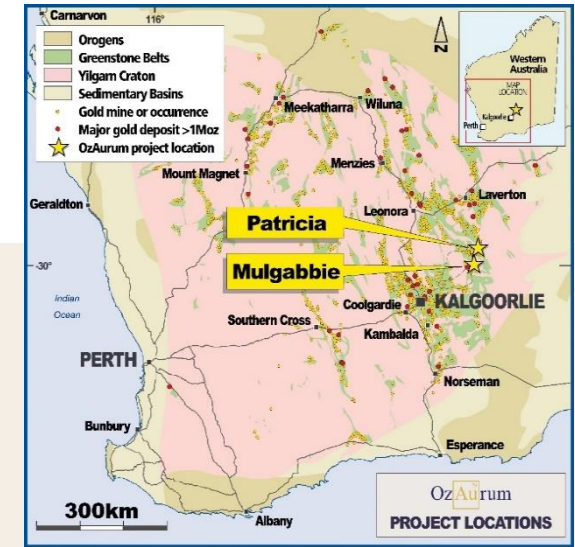 Carnarvon
116°
N
Orogens
Greenstone Belts
Yilgarn Craton
Sedimentary Basins
Gold mine or occurrence
Major gold deposit >1Moz
OzAurum project location
Western
Australia
MAP
LOCATION
Kalgoorlie
Perth
Meekatharra
Wiluna
Mount Magnet
Menzies
Laverton
Geraldton
Leonora
Patricia
-30°
Mulgabbie
Indian
Ocean
KALGOORLIE
Coolgardie
Southern Cross
Kambalda
PERTH
Norseman
Bunbury
Esperance
300km
Albany
OzAurum
PROJECT LOCATIONS